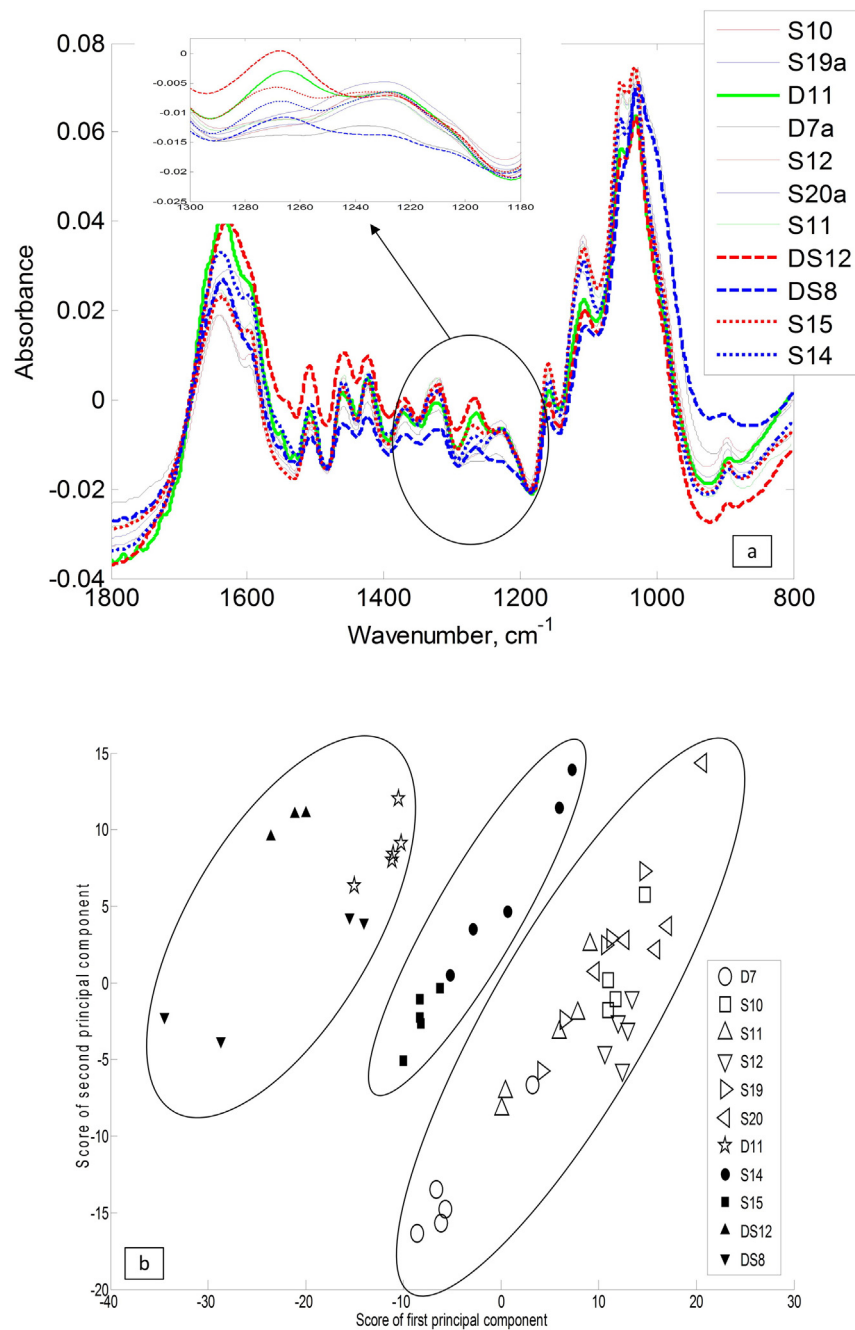 0.08
0.06
0.04
0.02
0
-0.02
-0.04
Absorbance
1800
1600
1400
1200
1000
800
Wavenumber, cm-1
0
-0.005
-0.01
-0.015
-0.02
-0.025
1300
1280
1260
1240
1220
1200
1180
S10
S19a
D11
D7a
S12
S20a
S11
DS12
DS8
S15
S14
a
15
10
5
0
-5
-10
-15
-20
Score of second principal component
-40
-30
-20
-10
0
10
20
30
Score of first principal component
D7
S10
S11
S12
S19
S20
D11
S14
S15
DS12
DS8
b